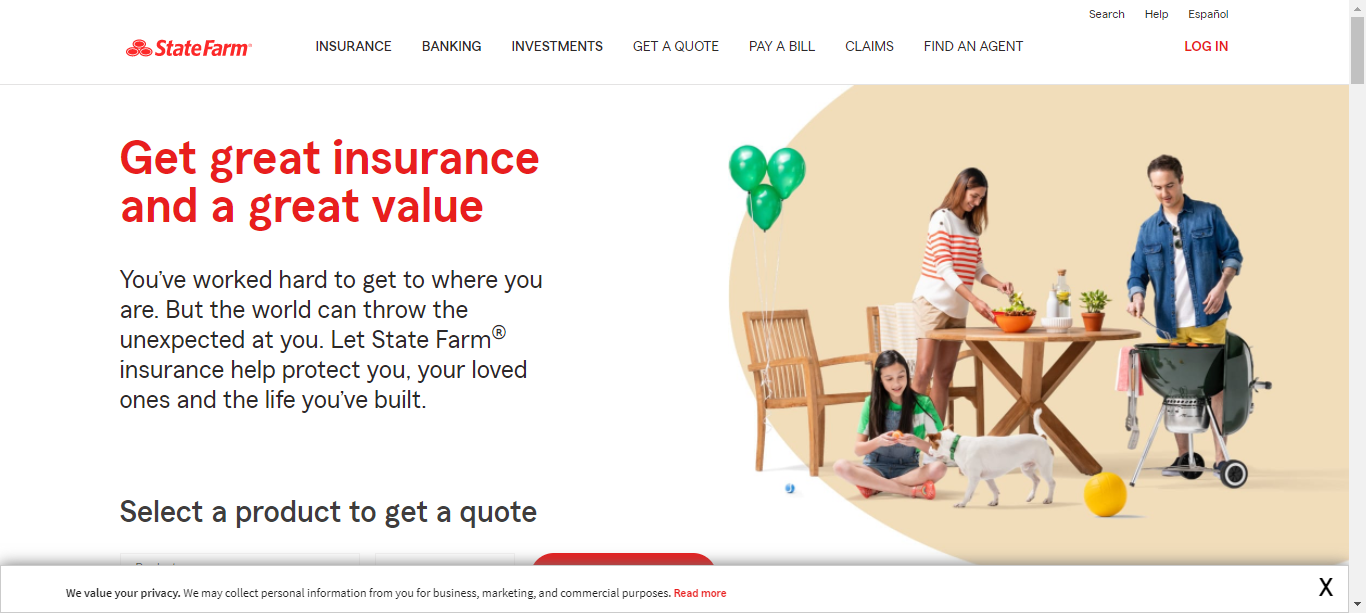 Search Help Español
State Farm INSURANCE BANKING INVESTMENTS GET A QUOTE PAY A BILL CLAIMS FIND AN AGENT LOG IN
Get great insurance
and a great value
You’ve worked hard to get to where you
are. But the world can throw the
unexpected at you. Let State Farm®
insurance help protect you, your loved
ones and the life you’ve built.
Select a product to get a quote
We value your privacy. We may collect personal information from you for business, marketing, and commercial purposes. Read more X